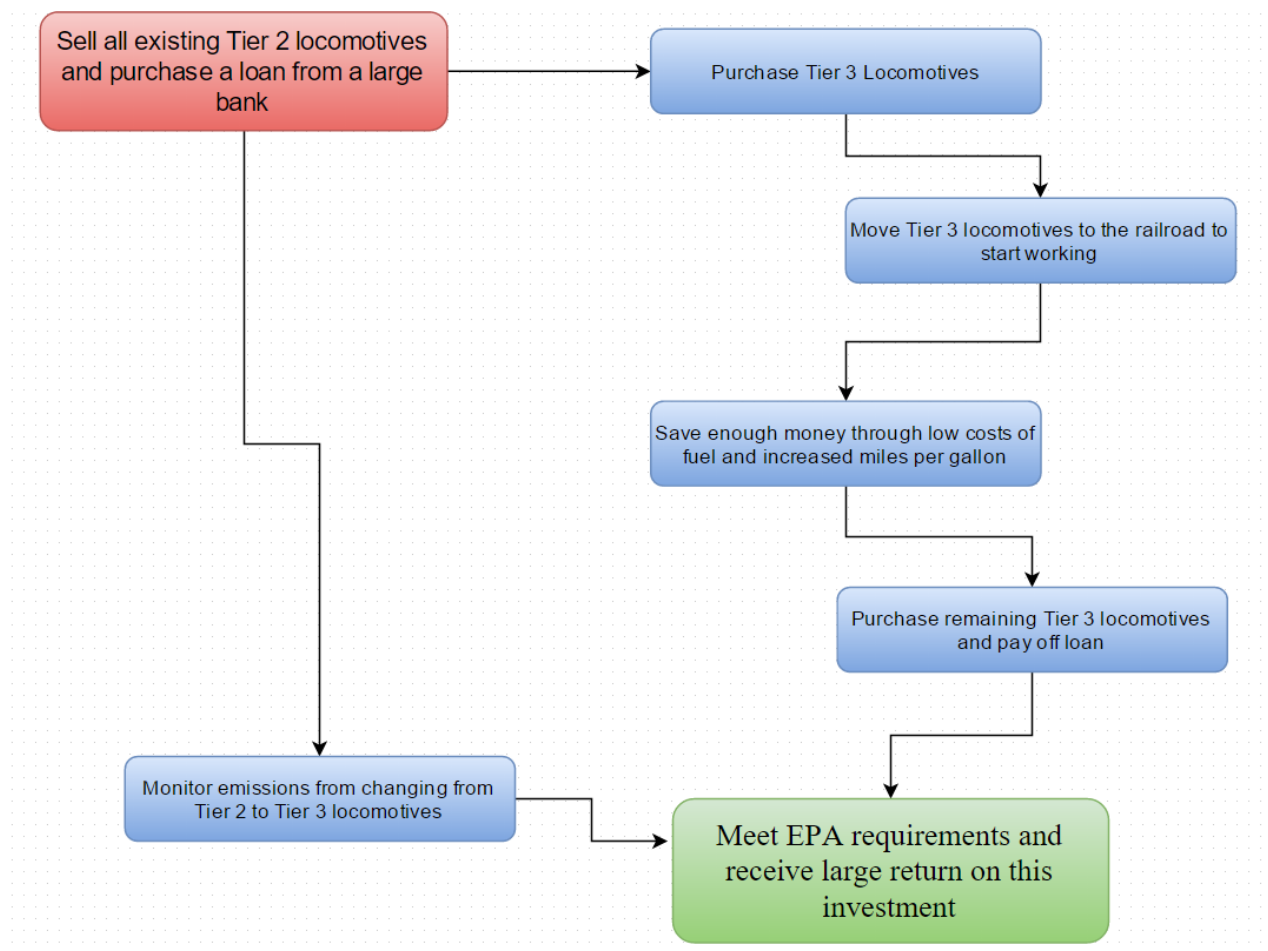 Sell all existing Tier 2 locomotives
and purchase a loan from a large
bank
Purchase Tier 3 Locomotives
Move Tier 3 locomotives to the railroad to
start working
Save enough money through low costs of
fuel and increased miles per gallon
Purchase remaining Tier 3 locomotives
and pay off loan
Monitor emissions from changing from
Tier 2 to Tier 3 locomotives
Meet EPA requirements and
receive large return on this
investment